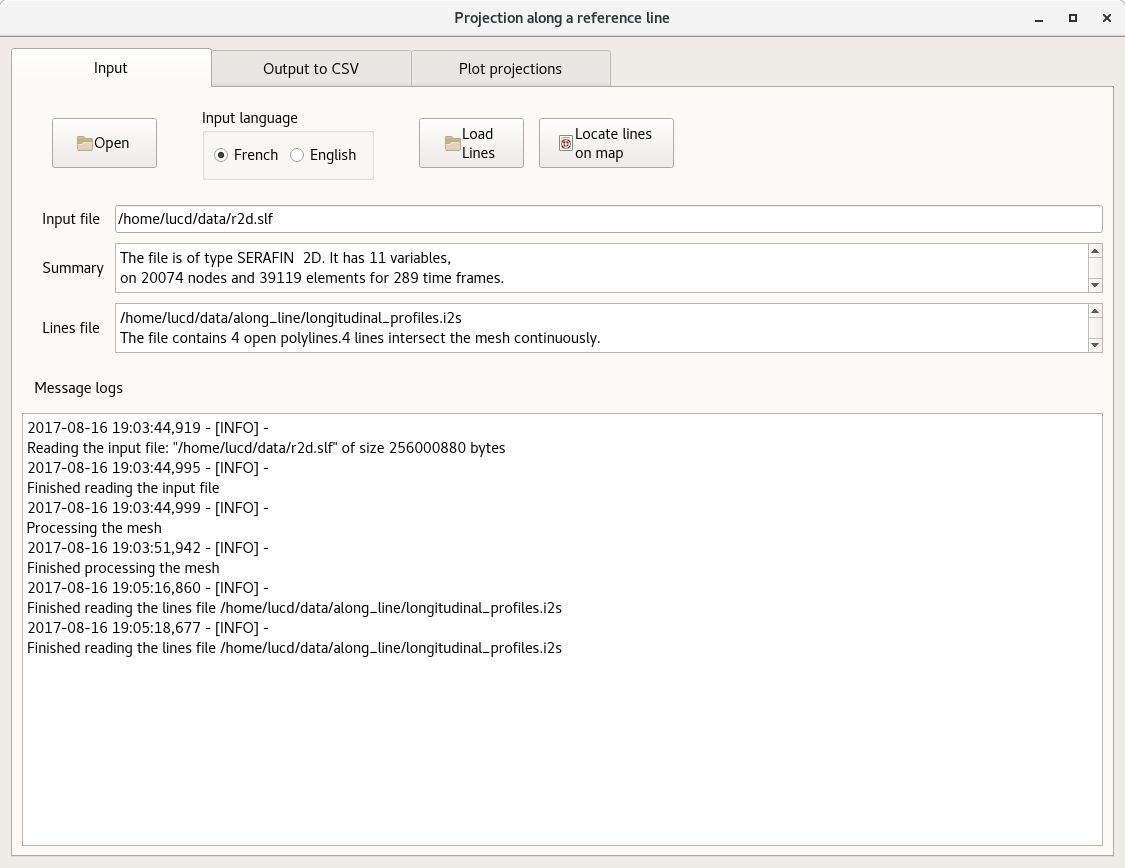 Projection along a reference line
Input
Output to CSV
Plot projections
Open
Input language
French
English
Load
Lines
Locate lines
on map
Input file
/home/lucd/data/r2d.slf
Summary
The file is of type SERAFIN  2D. It has 11 variables,
on 20074 nodes and 39119 elements for 289 time frames.
Lines file
/home/lucd/data/along_line/longitudinal_profiles.i2s
The file contains 4 open polylines.4 lines intersect the mesh continuously.
Message logs
2017-08-16 19:03:44,919 - [INFO] -
Reading the input file: "/home/lucd/data/r2d.slf" of size 256000880 bytes
2017-08-16 19:03:44,995 - [INFO] -
Finished reading the input file
2017-08-16 19:03:44,999 - [INFO] -
Processing the mesh
2017-08-16 19:03:51,942 - [INFO] -
Finished processing the mesh
2017-08-16 19:05:16,860 - [INFO] -
Finished reading the lines file /home/lucd/data/along_line/longitudinal_profiles.i2s
2017-08-16 19:05:18,677 - [INFO] -
Finished reading the lines file /home/lucd/data/along_line/longitudinal_profiles.i2s